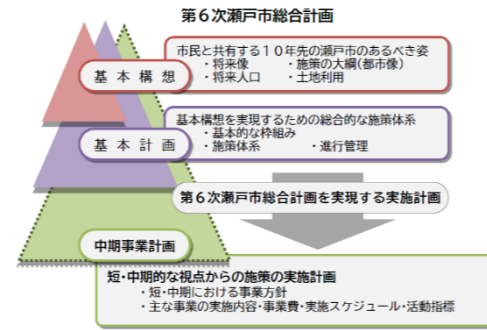 第６次瀬戸市総合計画
市民と共有する１０年先の瀬戸市のあるべき姿
・将来像　・施策の大綱(都市像)
・将来人口　・土地利用
基本構想
基本構想を実現するための総合的な施策体系
・基本的な枠組み
・施策体系　・進行管理
基本計画
第６次瀬戸市総合計画を実現する実施計画
中期事業計画
短・中期的な視点からの施策の実施計画
・短・中期における事業方針
・主な事業の実施内容・事業費・実施スケジュール・活動指標